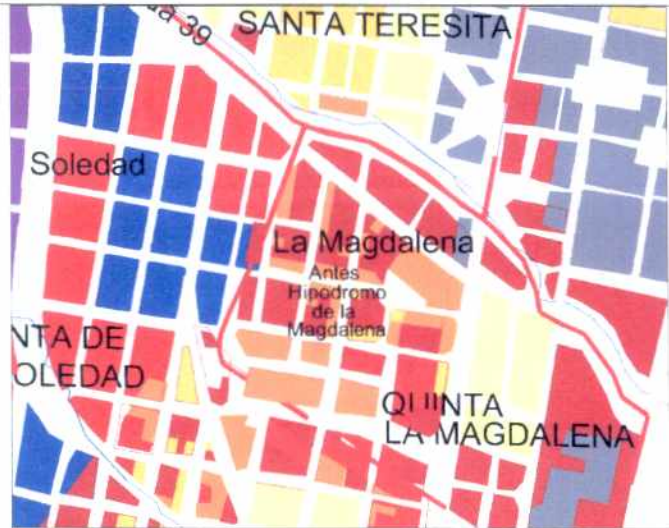 39
SANTA TERESITA
Soledad
La Magdalena
Antes
Hipodromo
de la
Magdalena
NTA DE
OLEDAD
QUINTA
LA MAGDALENA